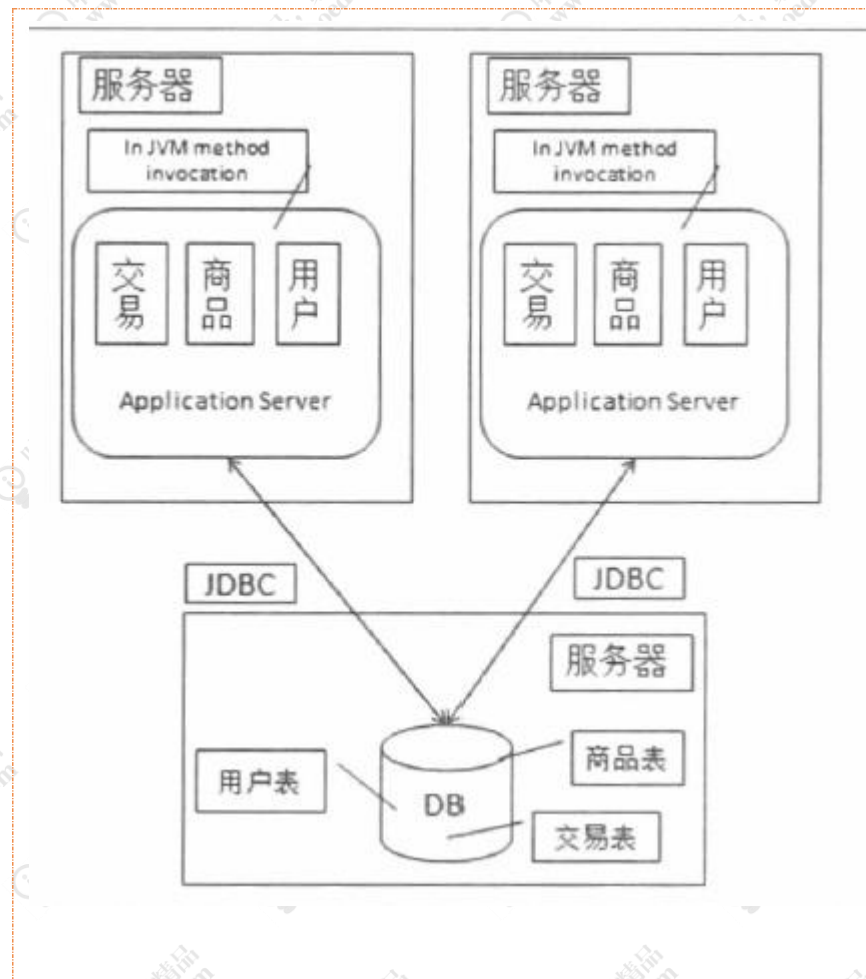 服务器
In JVM method
invocation
交易
商品
用户
Application Server
服务器
In JVM method
invocation
交易
商品
用户
Application Server
JDBC
JDBC
服务器
用户表
DB
商品表
交易表